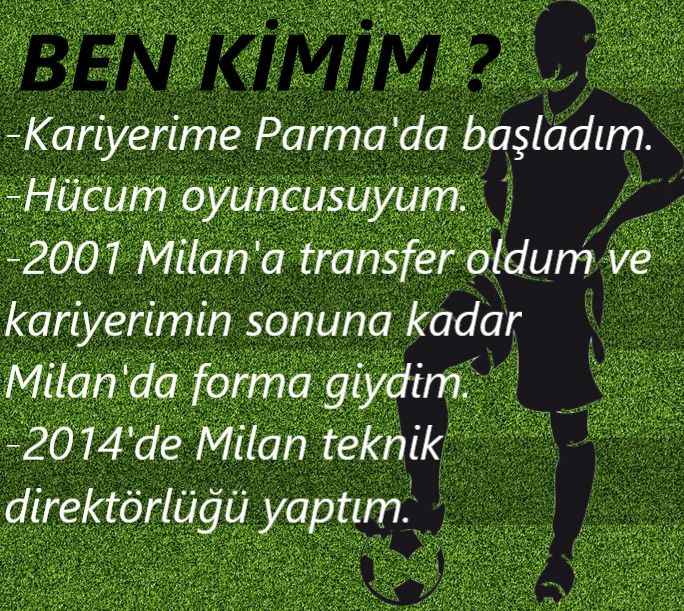 BEN KİMİM ?
-Kariyerime Parma'da başladım.
-Hücum oyuncusuyum.
-2001 Milan'a transfer oldum ve
kariyerimin sonuna kadar
Milan'da forma giydim.
-2014'de Milan teknik
direktörlüğü yaptım.